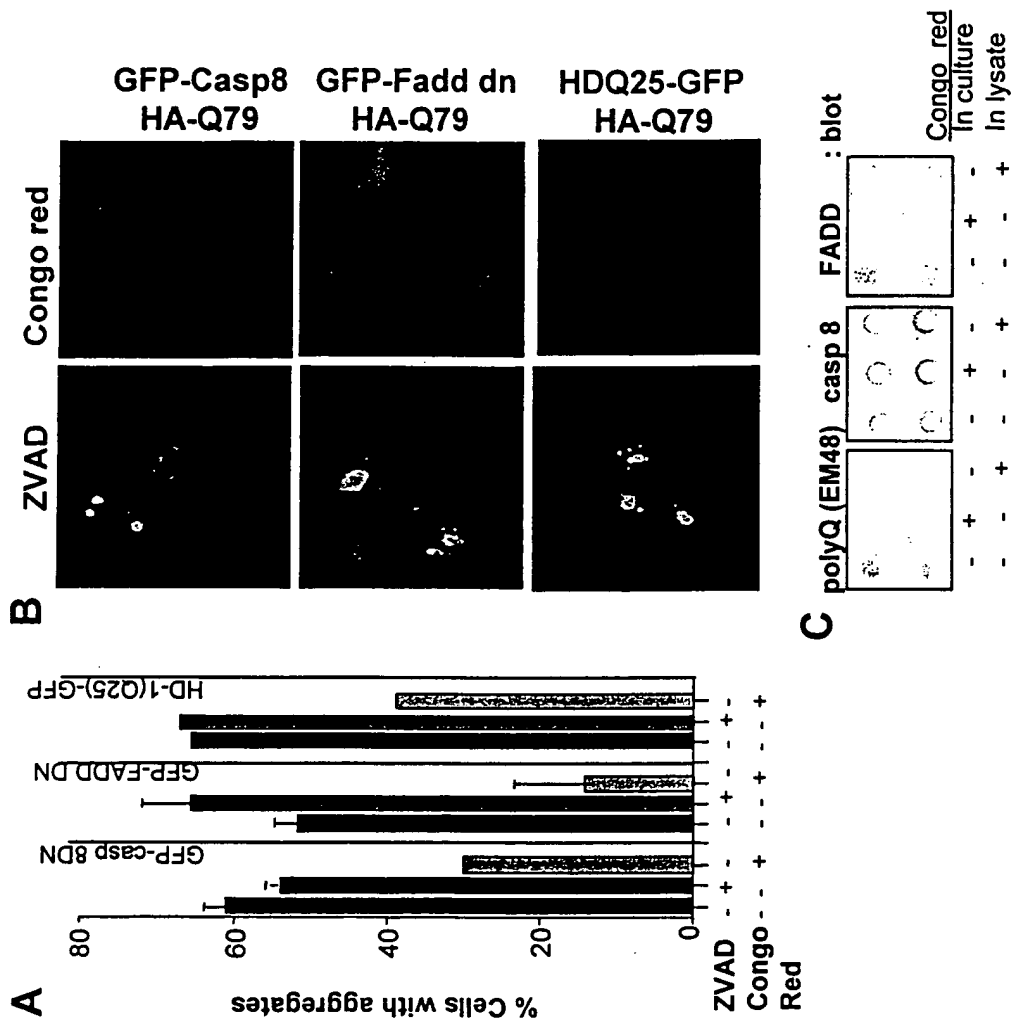 A
% Cells with aggregates
80
60
40
20
0
GFP-casp 8DN
GFP-FADD DN
HD-1(Q25)-GFP
ZVAD - + - - + - - + -
Congo - - + - - + - - +
Red
B
ZVAD
Congo red
GFP-Casp8
HA-Q79
GFP-Fadd dn
HA-Q79
HDQ25-GFP
HA-Q79
C
polyQ (EM48) casp 8 FADD : blot
Congo red
- + - - + - - + - In culture
- - + - - + - - + In lysate